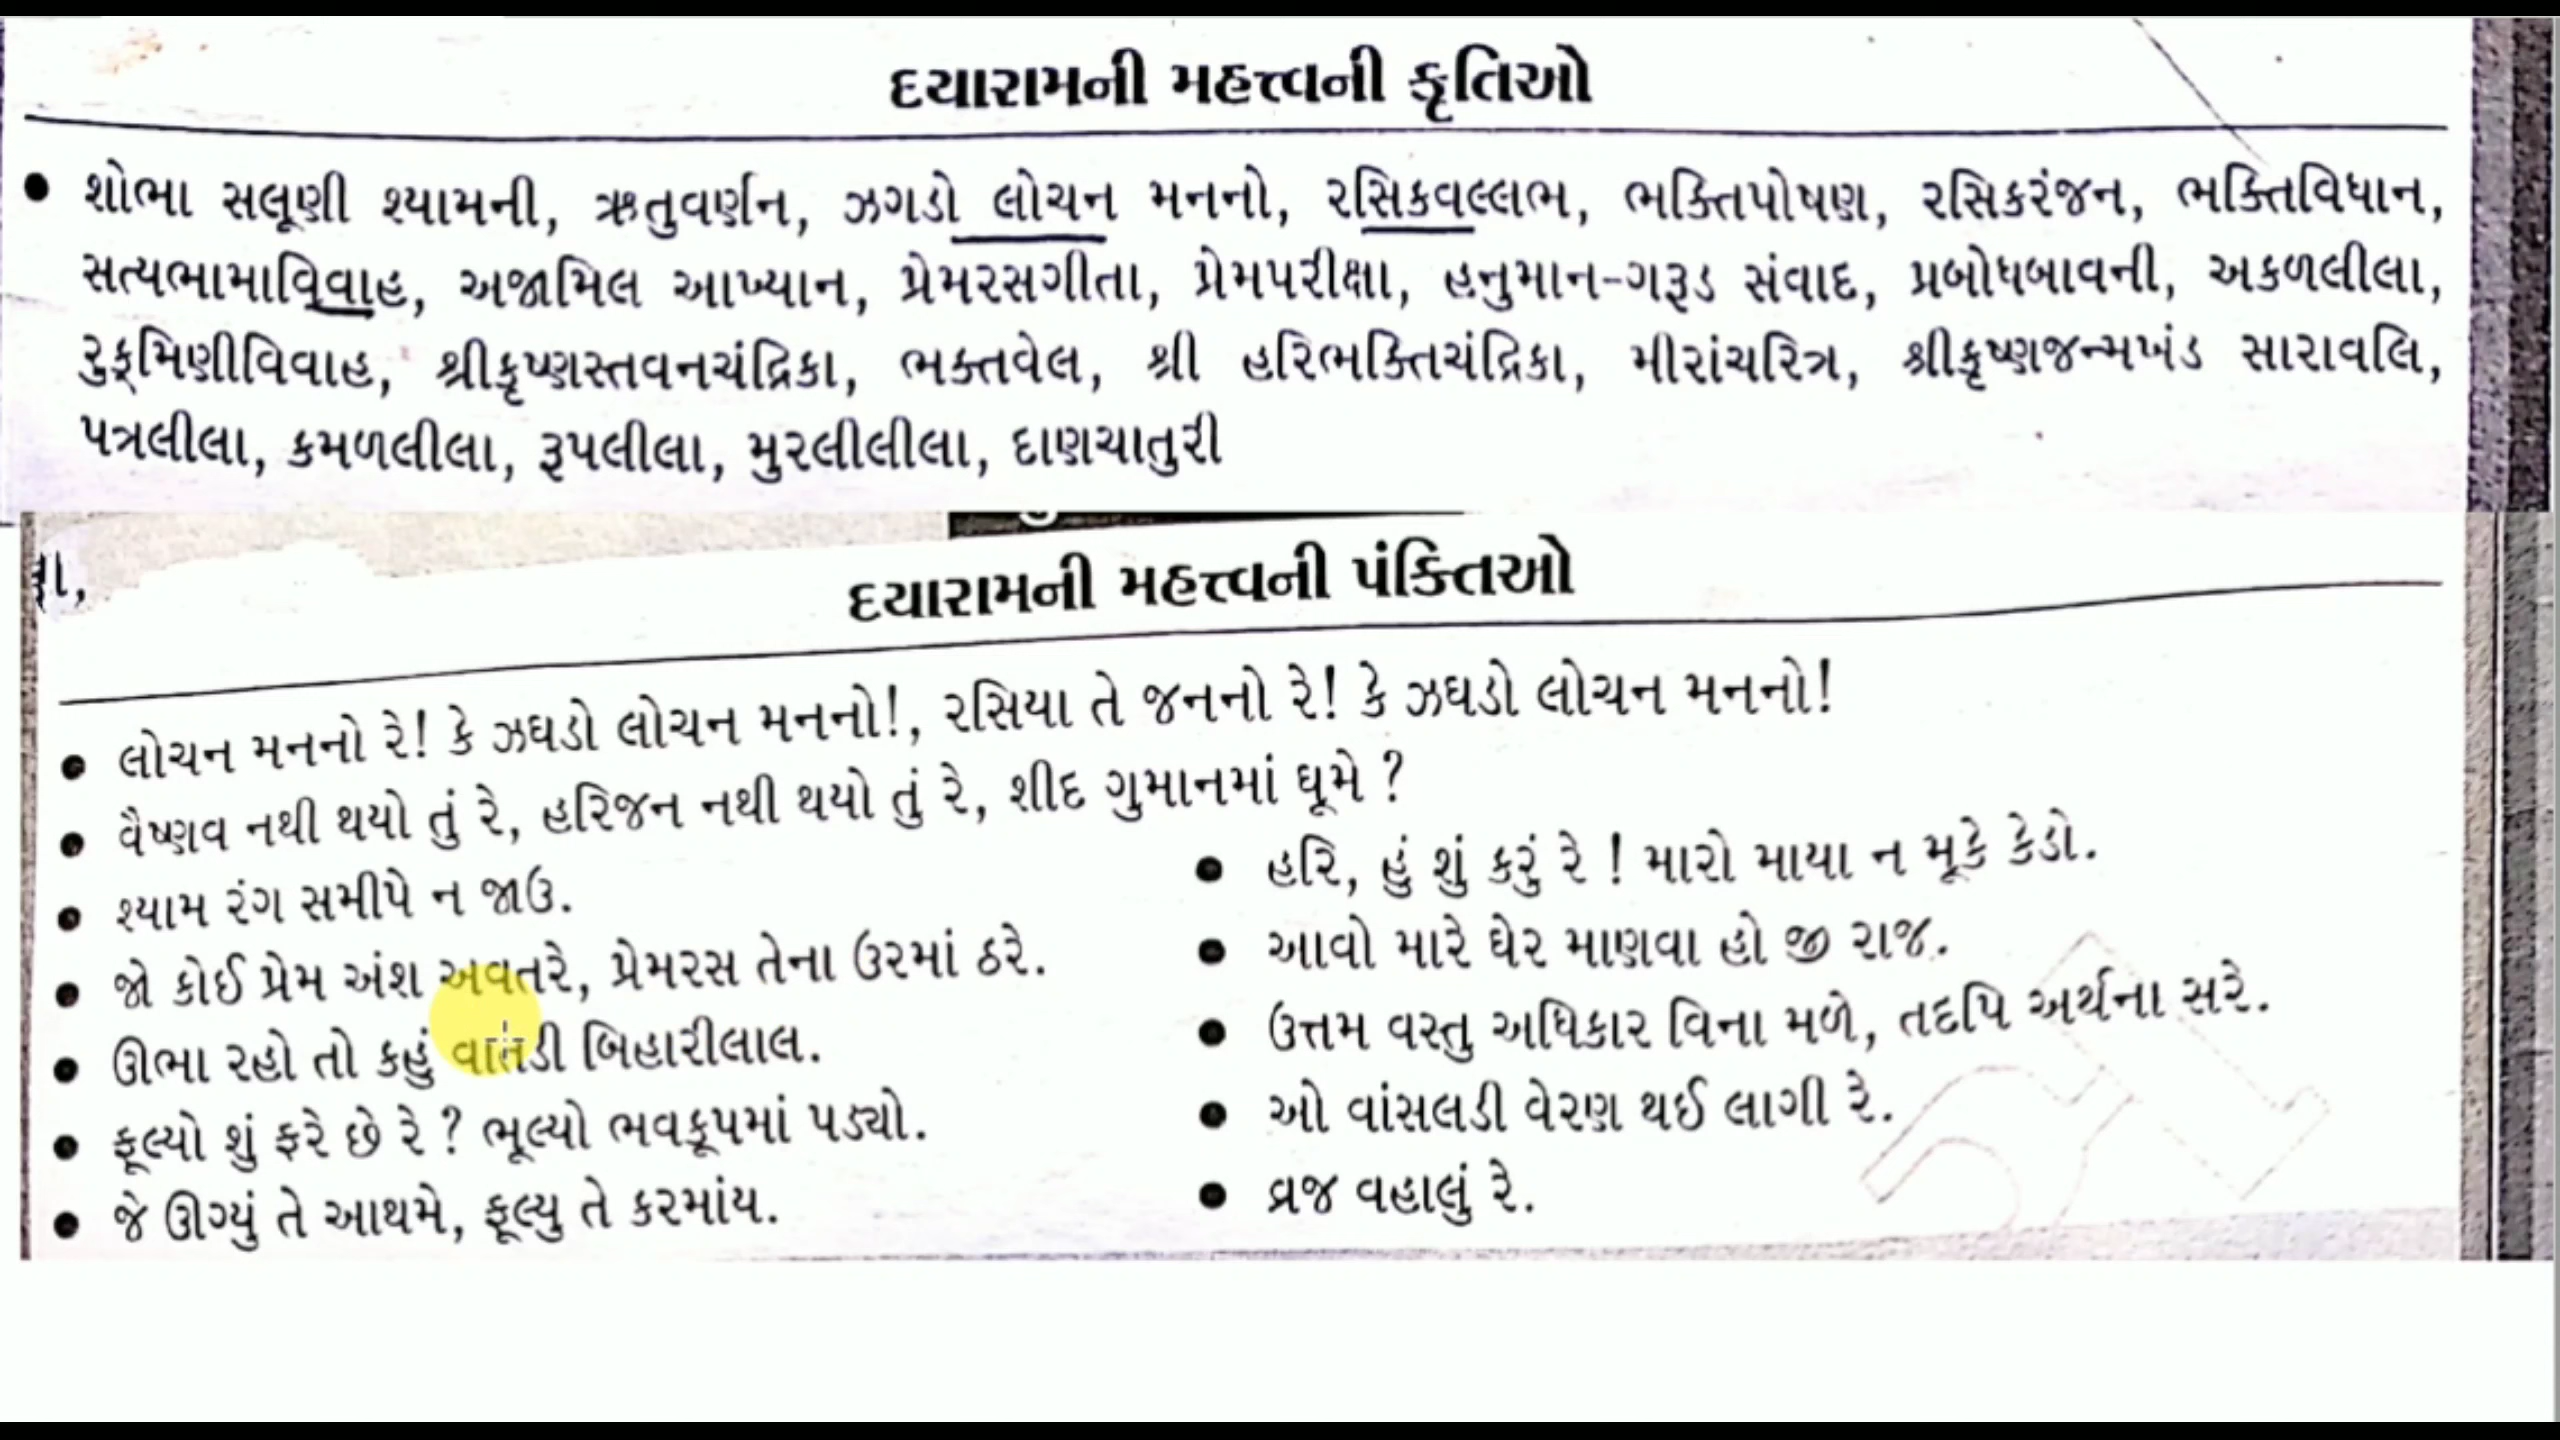 દયારામની મહત્ત્વની કૃતિઓ
• શોભા સલૂણી શ્યામની, ઋતુવર્ણન, ઝગડો લોચન મનનો, રસિકવલ્લભ, ભક્તિપોષણ, રસિકરંજન, ભક્તિવિધાન,
સત્યભામાવિવાહ, અજામિલ આખ્યાન, પ્રેમરસગીતા, પ્રેમપરીક્ષા, હનુમાન-ગરૂડ સંવાદ, પ્રબોધબાવની, અકળલીલા,
રુક્મિણીવિવાહ, શ્રીકૃષ્ણસ્તવનચંદ્રિકા, ભક્તવેલ, શ્રી હરિભક્તિચંદ્રિકા, મીરાંચરિત્ર, શ્રીકૃષ્ણજન્મખંડ સારાવલિ,
પત્રલીલા, કમળલીલા, રૂપલીલા, મુરલીલીલા, દાણચાતુરી
દયારામની મહત્ત્વની પંક્તિઓ
• લોચન મનનો રે! કે ઝઘડો લોચન મનનો!, રસિયા તે જનનો રે! કે ઝઘડો લોચન મનનો!
• વૈષ્ણવ નથી થયો તું રે, હરિજન નથી થયો તું રે, શીદ ગુમાનમાં ઘૂમે ?
• શ્યામ રંગ સમીપે ન જાઉ.
• જો કોઈ પ્રેમ અંશ અવતરે, પ્રેમરસ તેના ઉરમાં ઠરે.
• ઊભા રહો તો કહું વાતડી બિહારીલાલ.
• ફૂલ્યો શું ફરે છે રે ? ભૂલ્યો ભવકૂપમાં પડ્યો.
• જે ઊગ્યું તે આથમે, ફૂલ્યુ તે કરમાંય.
• હરિ, હું શું કરું રે ! મારો માયા ન મૂકે કેડો.
• આવો મારે ઘેર માણવા હો જી રાજ.
• ઉત્તમ વસ્તુ અધિકાર વિના મળે, તદપિ અર્થના સરે.
• ઓ વાંસલડી વેરણ થઈ લાગી રે.
• વ્રજ વહાલું રે.